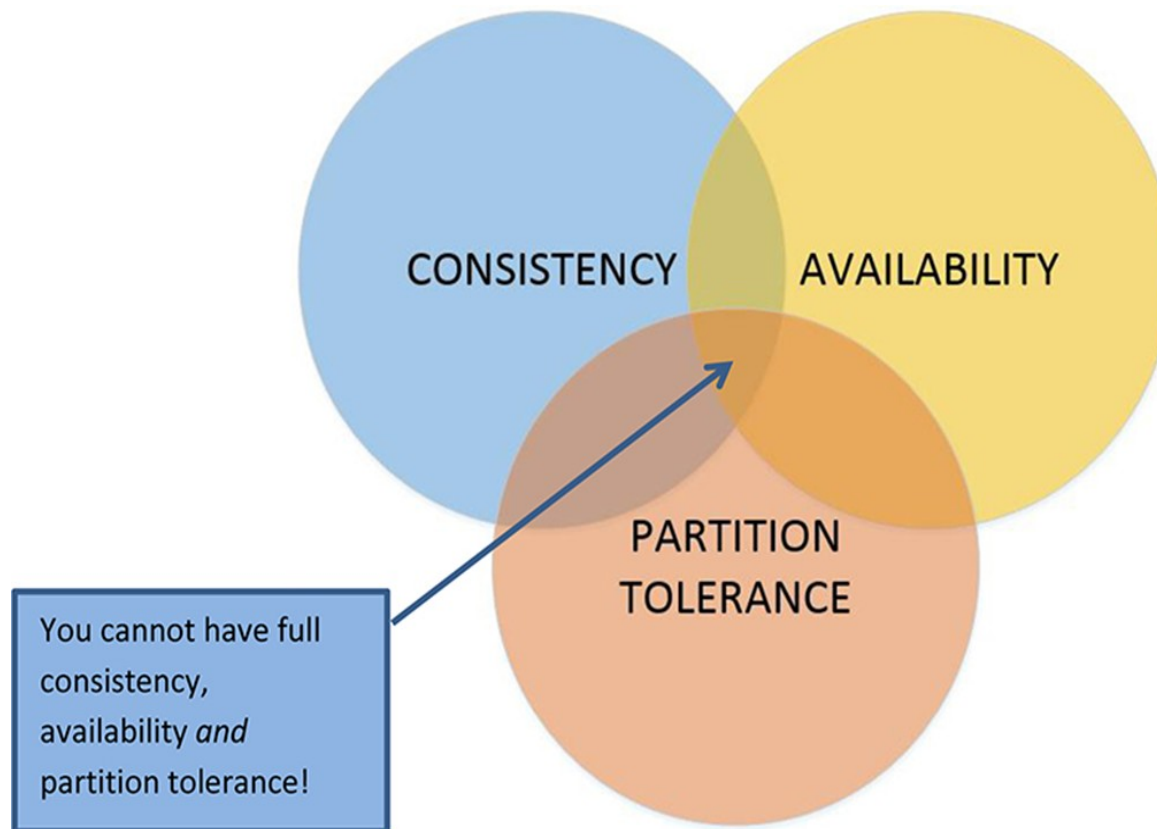 CONSISTENCY
AVAILABILITY
PARTITION
TOLERANCE
You cannot have full
consistency,
availability and
partition tolerance!